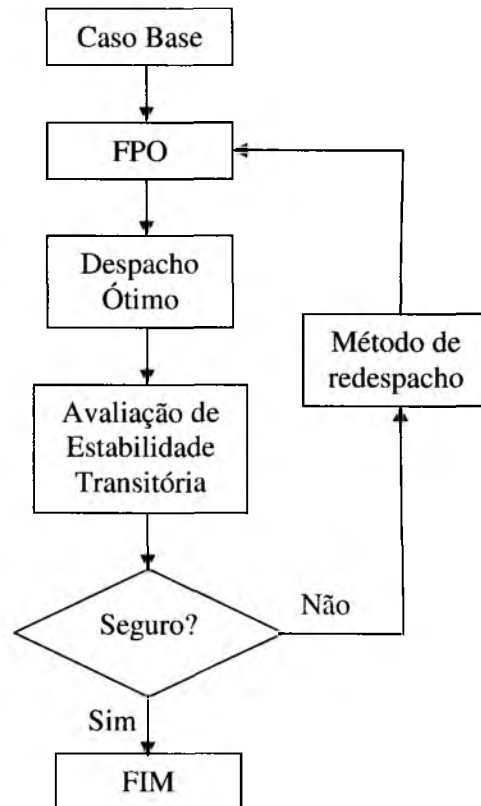 Caso Base
FPO
Despacho
Ótimo
Método de
redespacho
Avaliação de
Estabilidade
Transitória
Seguro?
Não
Sim
FIM